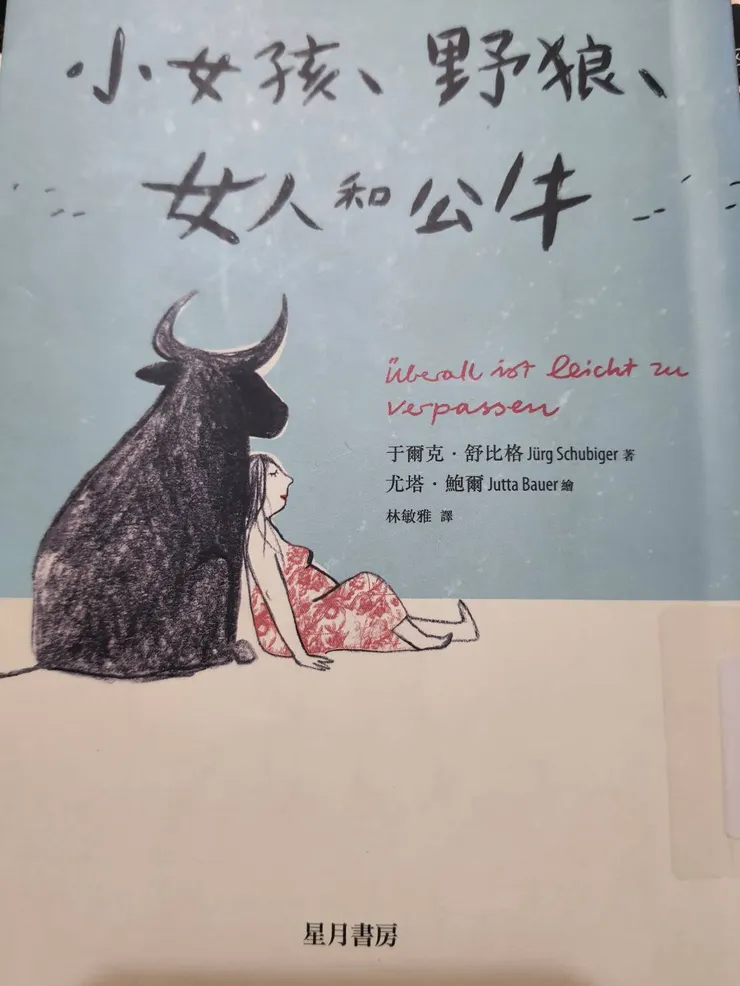 小女孩、野狼、
女人和公牛
überall ist leicht zu
verpassen
于爾克·舒比格 Jürg Schubiger 著
尤塔·鮑爾 Jutta Bauer 繪
林敏雅 譯
星月書房